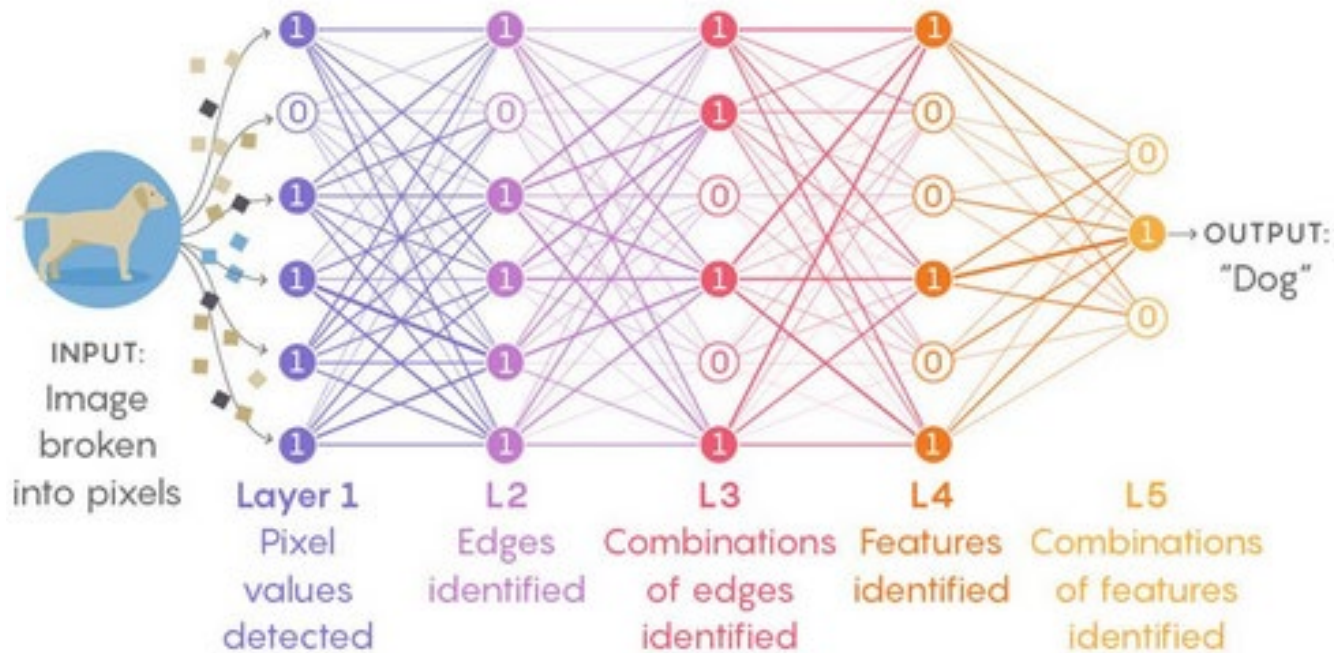 1 1 1 1
0 0 1 0
0
1 1 0 0
1 → OUTPUT:
"Dog"
1 1 1 1
0
INPUT:
Image
broken
into pixels
1 1 0 0
1 1 1 1
Layer 1
Pixel
values
detected
L2
Edges
identified
L3
Combinations
of edges
identified
L4
Features
identified
L5
Combinations
of features
identified